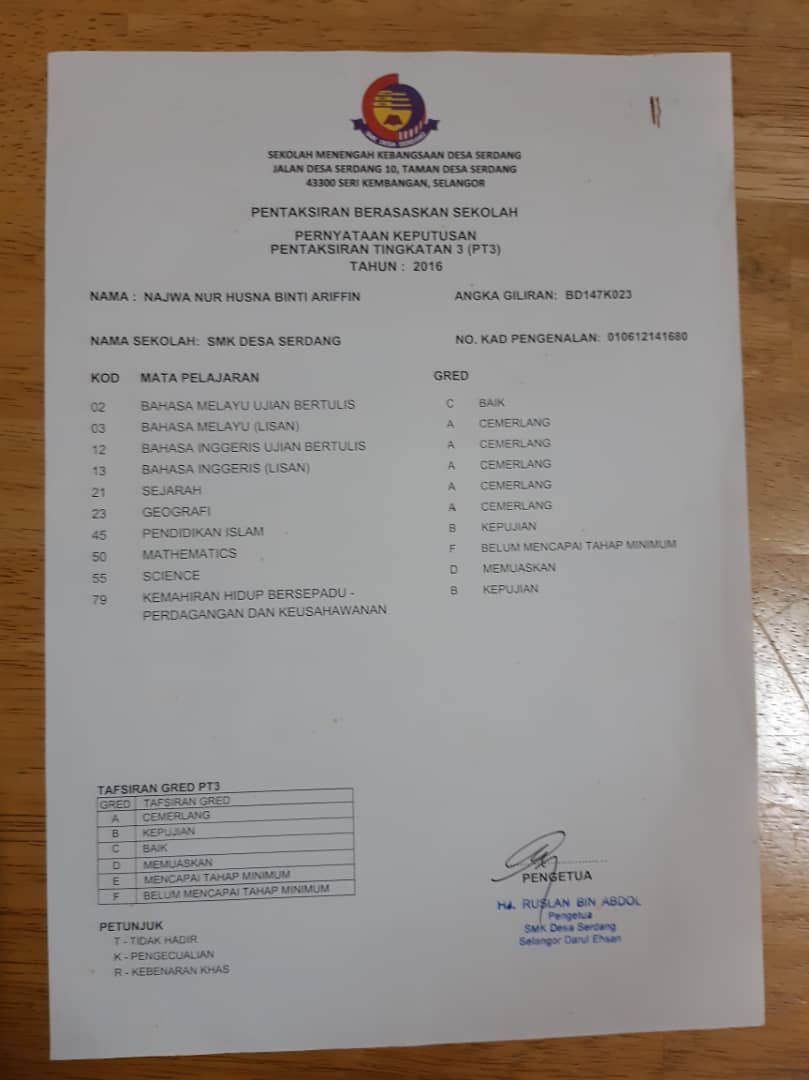 SMK DESA SERDANG
SEKOLAH MENENGAH KEBANGSAAN DESA SERDANG
JALAN DESA SERDANG 10, TAMAN DESA SERDANG
43300 SERI KEMBANGAN, SELANGOR
PENTAKSIRAN BERASASKAN SEKOLAH
PERNYATAAN KEPUTUSAN
PENTAKSIRAN TINGKATAN 3 (PT3)
TAHUN : 2016
NAMA : NAJWA NUR HUSNA BINTI ARIFFIN ANGKA GILIRAN: BD147K023
NAMA SEKOLAH: SMK DESA SERDANG NO. KAD PENGENALAN: 010612141680
KOD MATA PELAJARAN GRED
02 BAHASA MELAYU UJIAN BERTULIS C BAIK
03 BAHASA MELAYU (LISAN) A CEMERLANG
12 BAHASA INGGERIS UJIAN BERTULIS A CEMERLANG
13 BAHASA INGGERIS (LISAN) A CEMERLANG
21 SEJARAH A CEMERLANG
23 GEOGRAFI A CEMERLANG
45 PENDIDIKAN ISLAM B KEPUJIAN
50 MATHEMATICS F BELUM MENCAPAI TAHAP MINIMUM
55 SCIENCE D MEMUASKAN
79 KEMAHIRAN HIDUP BERSEPADU - B KEPUJIAN
PERDAGANGAN DAN KEUSAHAWANAN
TAFSIRAN GRED PT3
GRED TAFSIRAN GRED
A CEMERLANG
B KEPUJIAN
C BAIK
D MEMUASKAN
E MENCAPAI TAHAP MINIMUM
F BELUM MENCAPAI TAHAP MINIMUM
PETUNJUK
T - TIDAK HADIR
K - PENGECUALIAN
R - KEBENARAN KHAS
PENGETUA
HJ. RUSLAN BIN ABDOL
Pengetua
SMK Desa Serdang
Selangor Darul Ehsan